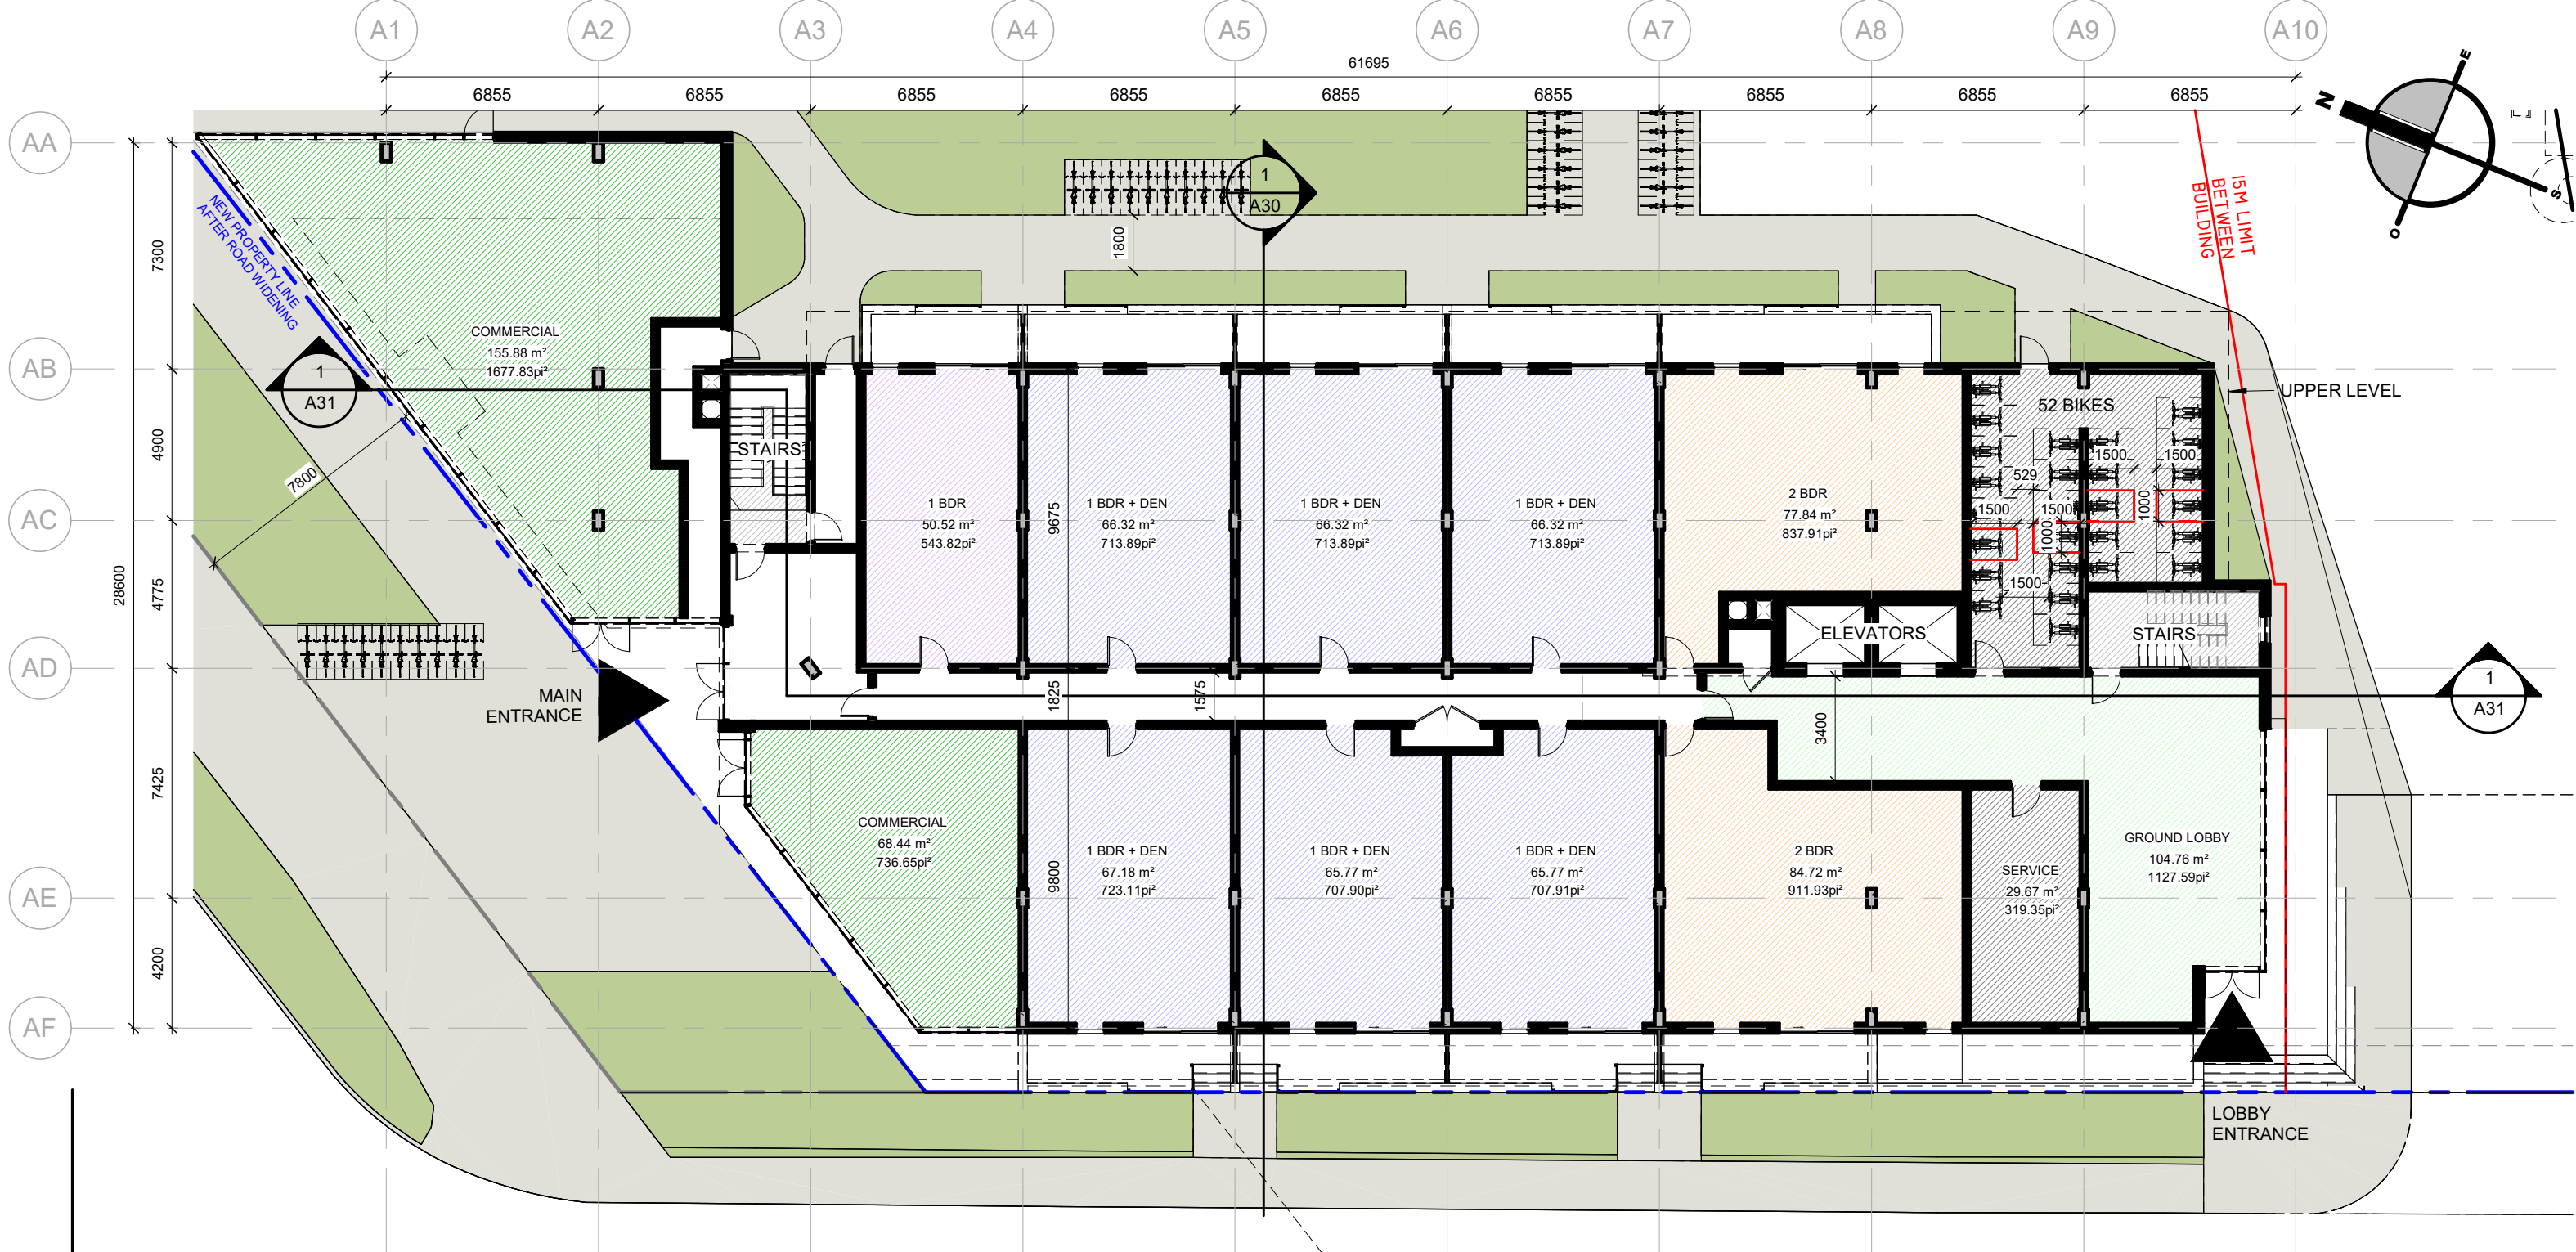 A1
A2
A3
A4
A5
A6
A7
A8
A9
A10
61695
6855
6855
6855
6855
6855
6855
6855
6855
6855
AA
AB
AC
AD
AE
AF
28600
7300
4900
4775
7425
4200
N
E
S
O
15M LIMIT
BETWEEN
BUILDING
NEW PROPERTY LINE
AFTER ROAD WIDENING
1
A30
1800
COMMERCIAL
155.88 m²
1677.83pi²
1
A31
7800
STAIRS
1 BDR
50.52 m²
543.82pi²
9675
1 BDR + DEN
66.32 m²
713.89pi²
1 BDR + DEN
66.32 m²
713.89pi²
1 BDR + DEN
66.32 m²
713.89pi²
2 BDR
77.84 m²
837.91pi²
52 BIKES
UPPER LEVEL
529
1500
1500
1500
1500
1000
1000
1500
ELEVATORS
STAIRS
MAIN
ENTRANCE
1825
1575
3400
1
A31
COMMERCIAL
68.44 m²
736.65pi²
9800
1 BDR + DEN
67.18 m²
723.11pi²
1 BDR + DEN
65.77 m²
707.90pi²
1 BDR + DEN
65.77 m²
707.91pi²
2 BDR
84.72 m²
911.93pi²
SERVICE
29.67 m²
319.35pi²
GROUND LOBBY
104.76 m²
1127.59pi²
LOBBY
ENTRANCE